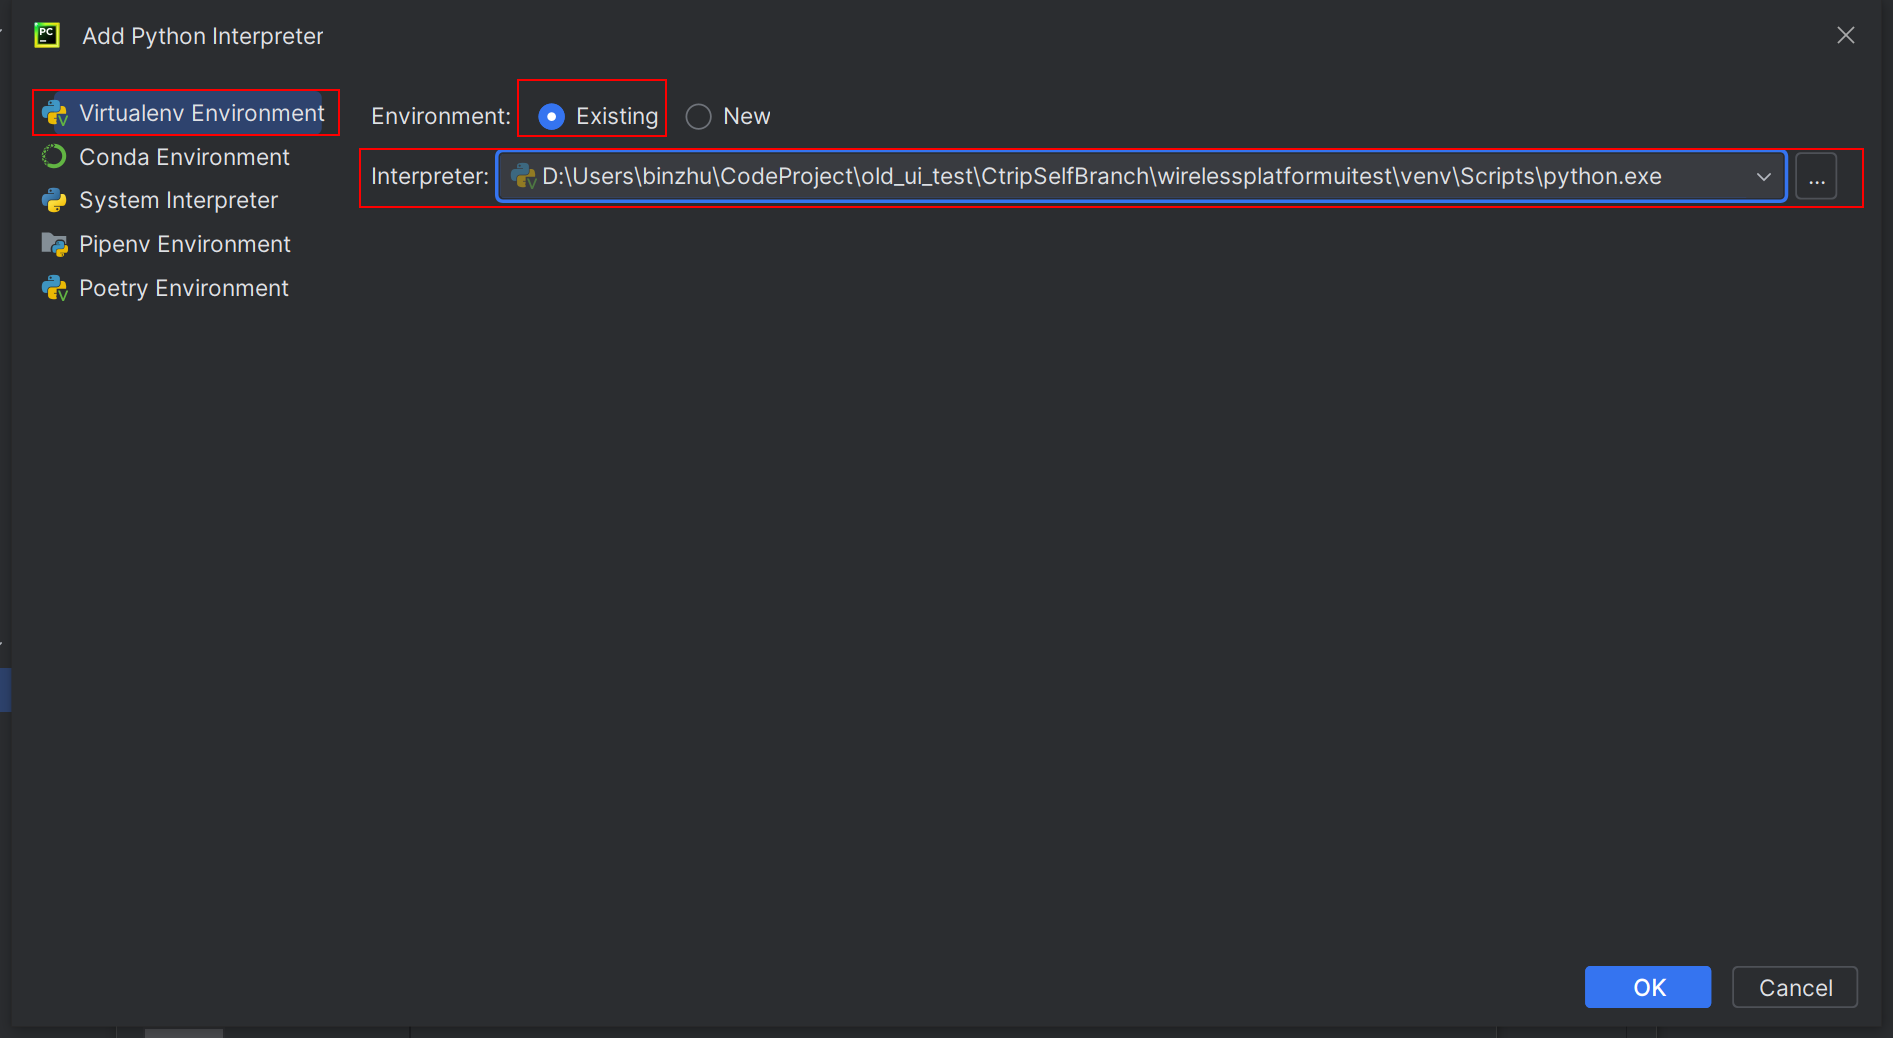 PC
Add Python Interpreter
Virtualenv Environment
Conda Environment
System Interpreter
Pipenv Environment
Poetry Environment
Environment: Existing New
Interpreter: D:\Users\binzhu\CodeProject\old_ui_test\CtripSelfBranch\wirelessplatformuitest\venv\Scripts\python.exe ...
OK Cancel